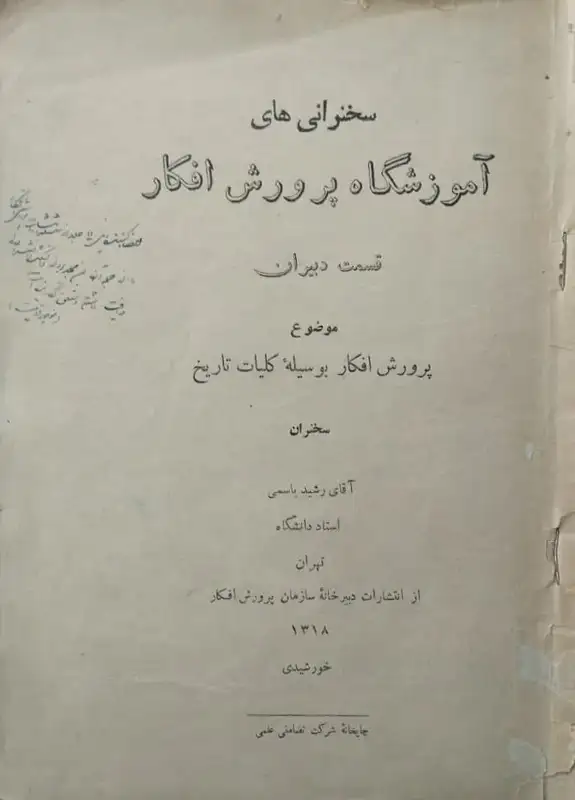 سخنرانی های
آموزشگاه پرورش افکار
قسمت دبیران
موضوع
پرورش افکار بوسیلهٔ کلیات تاریخ
سخنران
آقای رشید یاسمی
استاد دانشگاه
تهران
از انتشارات دبیرخانهٔ سازمان پرورش افکار
۱۳۱۸
خورشیدی
چاپخانهٔ شرکت تضامنی علمی